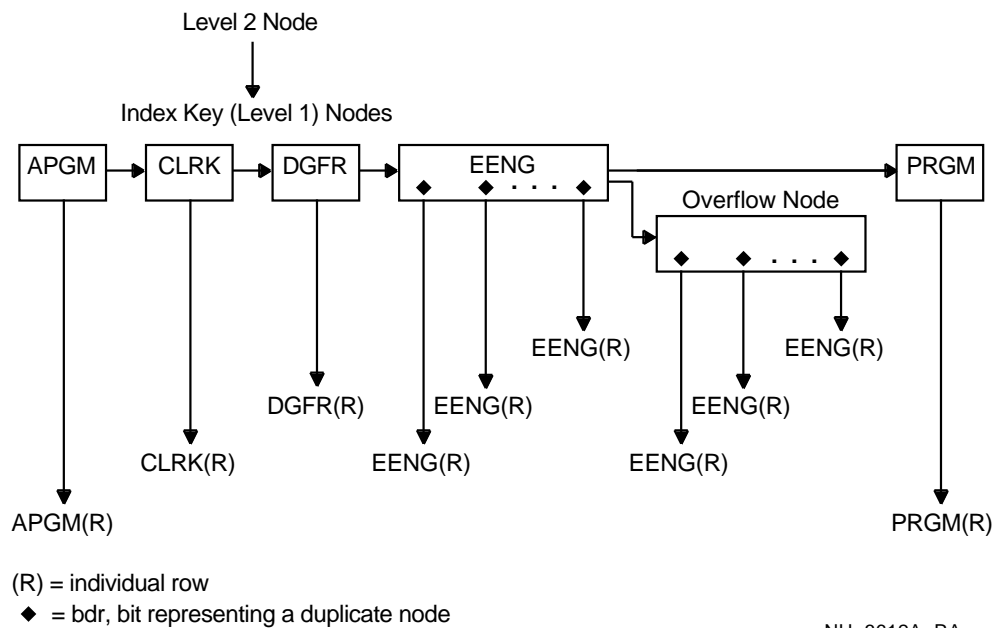 Level 2 Node
Index Key (Level 1) Nodes
APGM CLRK DGFR EENG PRGM
. . .
Overflow Node
. . .
EENG(R) EENG(R)
DGFR(R) EENG(R) EENG(R)
CLRK(R) EENG(R) EENG(R)
APGM(R) PRGM(R)
(R) = individual row
◆ = bdr, bit representing a duplicate node